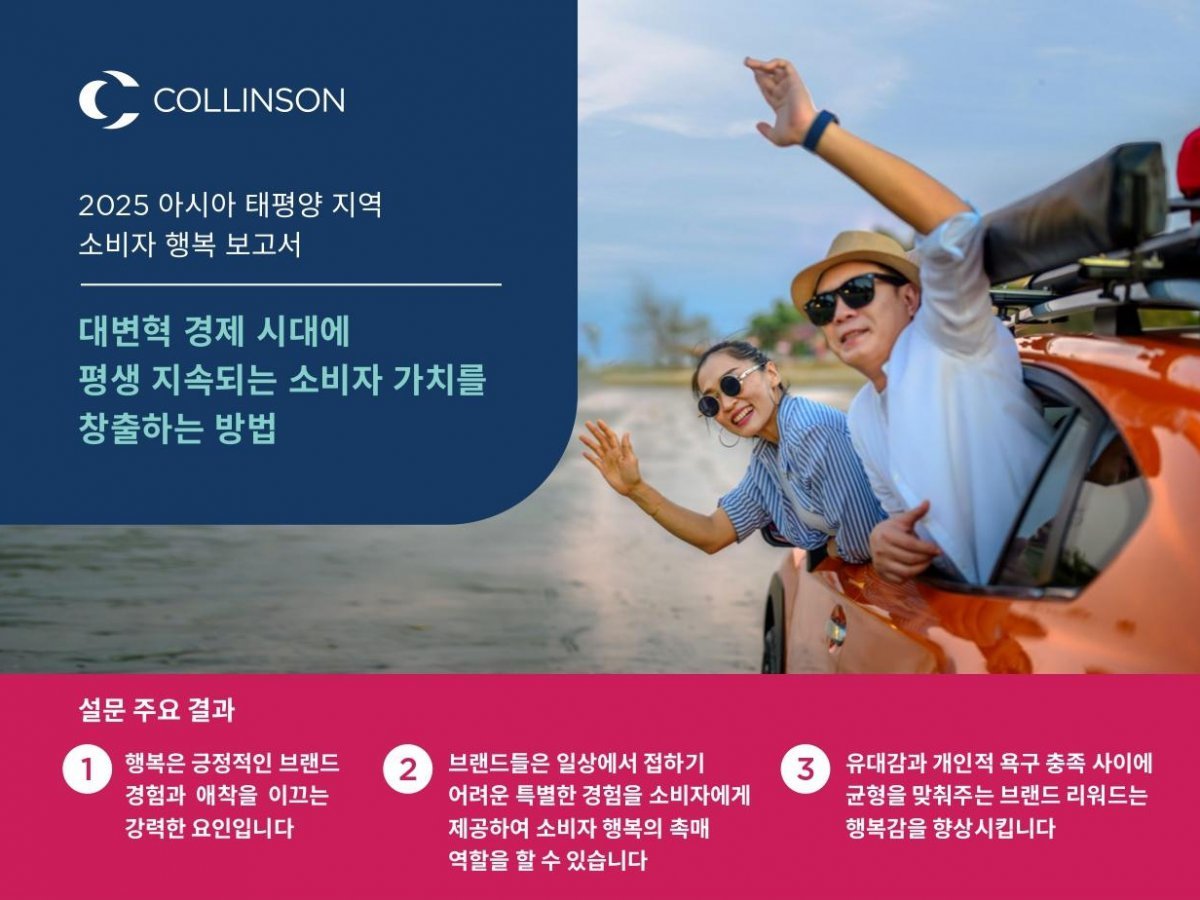 COLLINSON
2025 아시아 태평양 지역
소비자 행복 보고서
대변혁 경제 시대에
평생 지속되는 소비자 가치를
창출하는 방법
설문 주요 결과
1
행복은 긍정적인 브랜드
경험과 애착을 이끄는
강력한 요인입니다
2
브랜드들은 일상에서 접하기
어려운 특별한 경험을 소비자에게
제공하여 소비자 행복의 촉매
역할을 할 수 있습니다
3
유대감과 개인적 욕구 충족 사이에
균형을 맞춰주는 브랜드 리워드는
행복감을 향상시킵니다